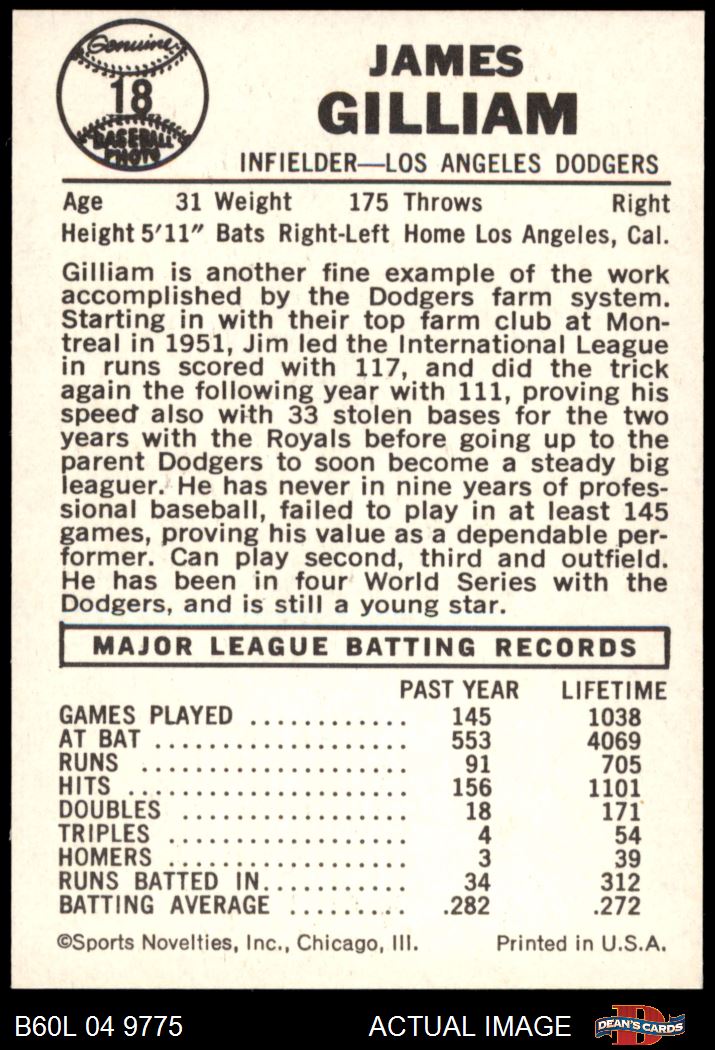 Genuine
18
BASEBALL
PHOTO
JAMES
GILLIAM
INFIELDER—LOS ANGELES DODGERS
Age 31 Weight 175 Throws Right
Height 5'11" Bats Right-Left Home Los Angeles, Cal.
Gilliam is another fine example of the work
accomplished by the Dodgers farm system.
Starting in with their top farm club at Mon-
treal in 1951, Jim led the International League
in runs scored with 117, and did the trick
again the following year with 111, proving his
speed also with 33 stolen bases for the two
years with the Royals before going up to the
parent Dodgers to soon become a steady big
leaguer. He has never in nine years of profes-
sional baseball, failed to play in at least 145
games, proving his value as a dependable per-
former. Can play second, third and outfield.
He has been in four World Series with the
Dodgers, and is still a young star.
MAJOR LEAGUE BATTING RECORDS
PAST YEAR LIFETIME
GAMES PLAYED ............ 145 1038
AT BAT .................. 553 4069
RUNS ................... 91 705
HITS .................... 156 1101
DOUBLES ................ 18 171
TRIPLES ................. 4 54
HOMERS ................. 3 39
RUNS BATTED IN........... 34 312
BATTING AVERAGE ......... .282 .272
©Sports Novelties, Inc., Chicago, Ill. Printed in U.S.A.
B60L 04 9775 ACTUAL IMAGE D DEAN'S CARDS